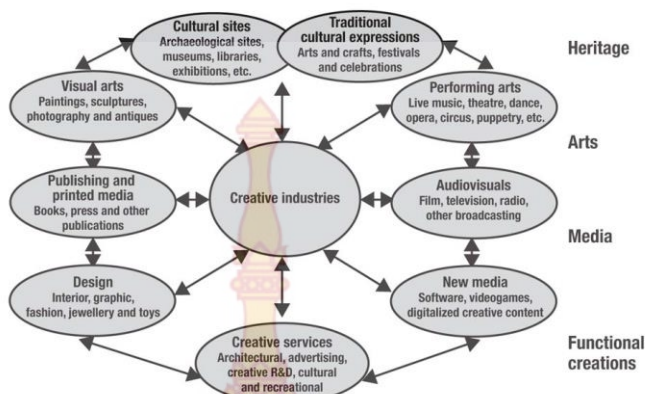 Cultural sites
Archaeological sites,
museums, libraries,
exhibitions, etc.
Traditional
cultural expressions
Arts and crafts, festivals
and celebrations
Heritage
Visual arts
Paintings, sculptures,
photography and antiques
Performing arts
Live music, theatre, dance,
opera, circus, puppetry, etc.
Arts
Publishing and
printed media
Books, press and other
publications
Creative industries
Audiovisuals
Film, television, radio,
other broadcasting
Media
Design
Interior, graphic,
fashion, jewellery and toys
New media
Software, videogames,
digitalized creative content
Creative services
Architectural, advertising,
creative R&D, cultural
and recreational
Functional
creations